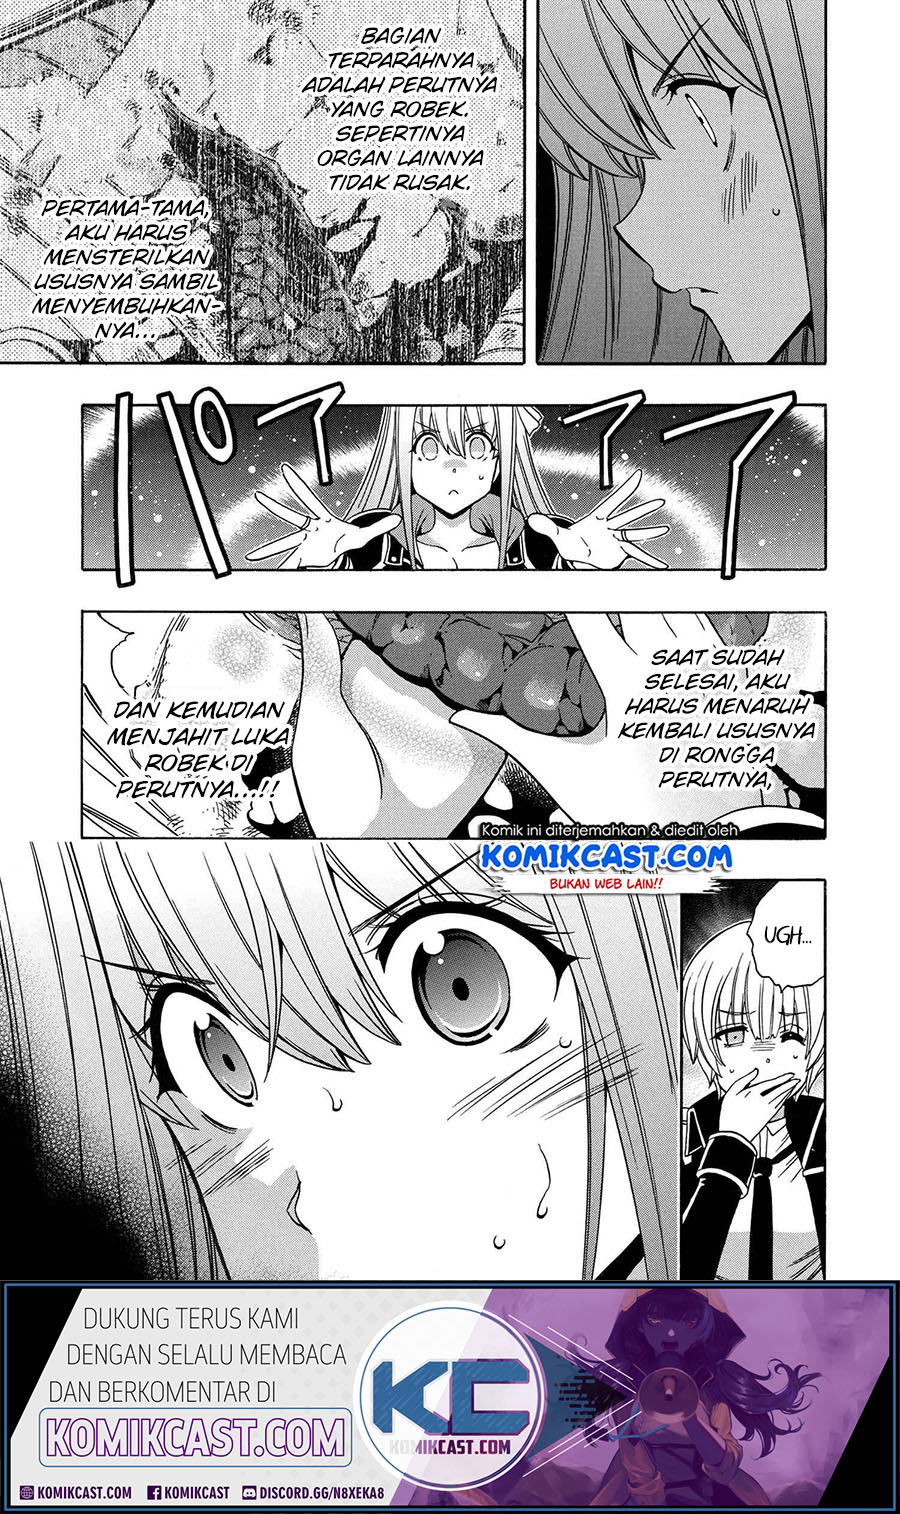 BAGIAN
TERPARAHNYA
ADALAH PERUTNYA
YANG ROBEK.
SEPERTINYA
ORGAN LAINNYA
TIDAK RUSAK.
PERTAMA-TAMA,
AKU HARUS
MENSTERILKAN
USUSNYA SAMBIL
MENYEMBUHKAN-
NYA...
パアアア
SAAT SUDAH
SELESAI, AKU
HARUS MENARUH
KEMBALI USUSNYA
DI RONGGA
PERUTNYA,
DAN KEMUDIAN
MENJAHIT LUKA
ROBEK DI
PERUTNYA...!!
Komik ini diterjemahkan & diedit oleh
KOMIKCAST.COM
BUKAN WEB LAIN!!
UGH...
DUKUNG TERUS KAMI
DENGAN SELALU MEMBACA
DAN BERKOMENTAR DI
KOMIKCAST.COM
KC
KOMIKCAST.COM
KOMIKCAST.COM KOMIKCAST DISCORD.GG/N8XEKA8